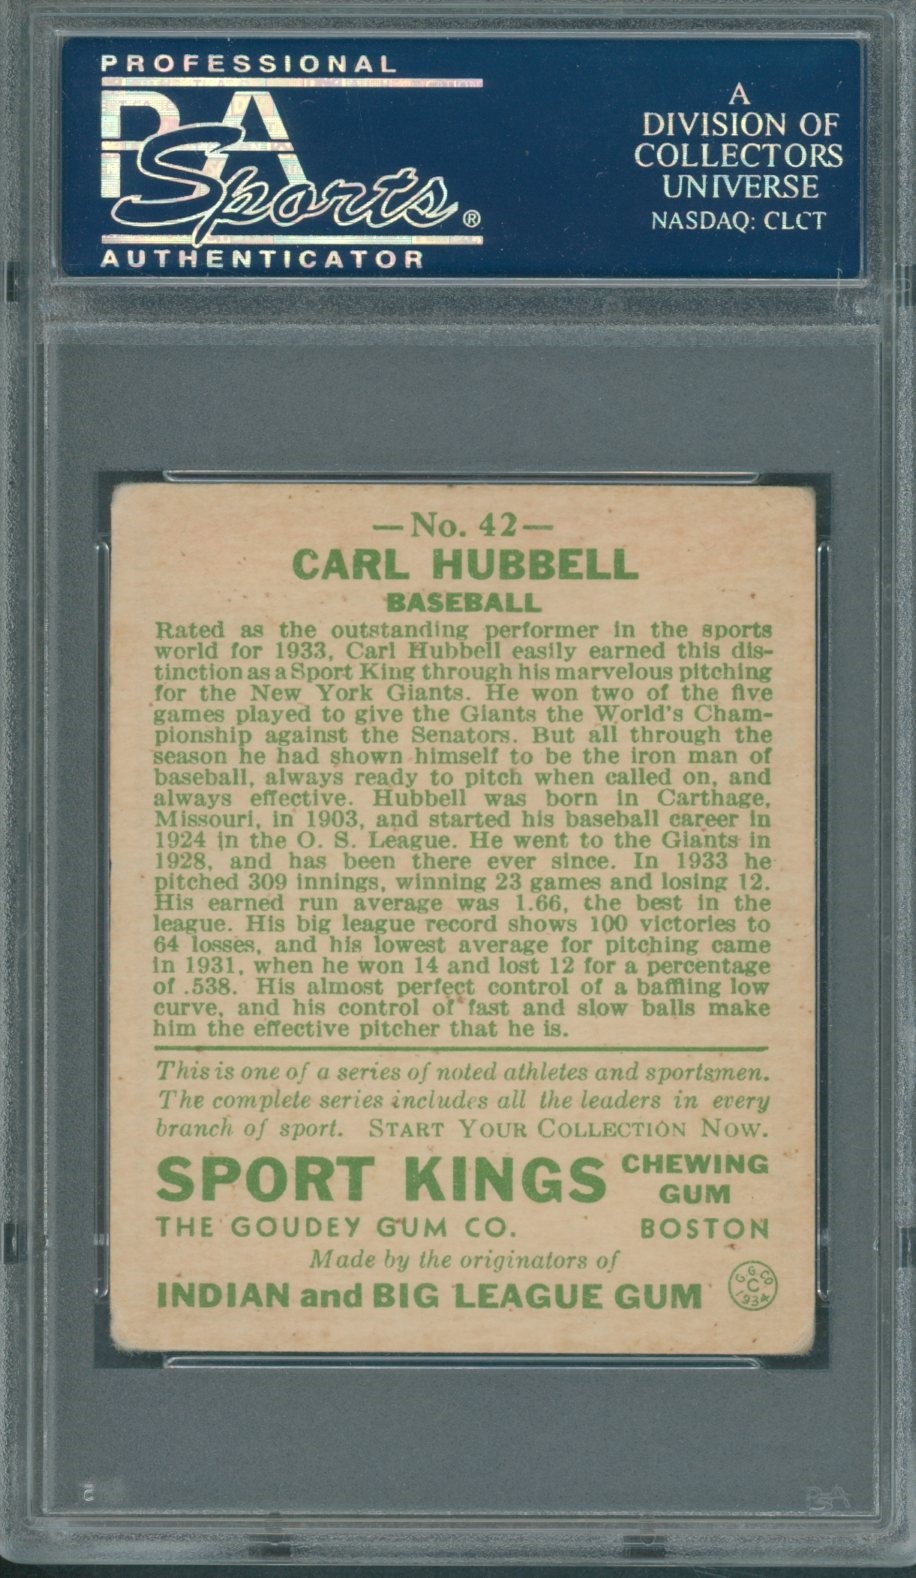 PROFESSIONAL
PSA
Sports®
AUTHENTICATOR
A
DIVISION OF
COLLECTORS
UNIVERSE
NASDAQ: CLCT
—No. 42—
CARL HUBBELL
BASEBALL
Rated as the outstanding performer in the sports
world for 1933, Carl Hubbell easily earned this dis-
tinction as a Sport King through his marvelous pitching
for the New York Giants. He won two of the five
games played to give the Giants the World's Cham-
pionship against the Senators. But all through the
season he had shown himself to be the iron man of
baseball, always ready to pitch when called on, and
always effective. Hubbell was born in Carthage,
Missouri, in 1903, and started his baseball career in
1924 in the O. S. League. He went to the Giants in
1928, and has been there ever since. In 1933 he
pitched 309 innings, winning 23 games and losing 12.
His earned run average was 1.66, the best in the
league. His big league record shows 100 victories to
64 losses, and his lowest average for pitching came
in 1931, when he won 14 and lost 12 for a percentage
of .538. His almost perfect control of a baffling low
curve, and his control of fast and slow balls make
him the effective pitcher that he is.
This is one of a series of noted athletes and sportsmen.
The complete series includes all the leaders in every
branch of sport. START YOUR COLLECTION NOW.
SPORT KINGS CHEWING GUM
THE GOUDEY GUM CO. BOSTON
Made by the originators of
INDIAN and BIG LEAGUE GUM
G.G.CO
C
1934
PSA